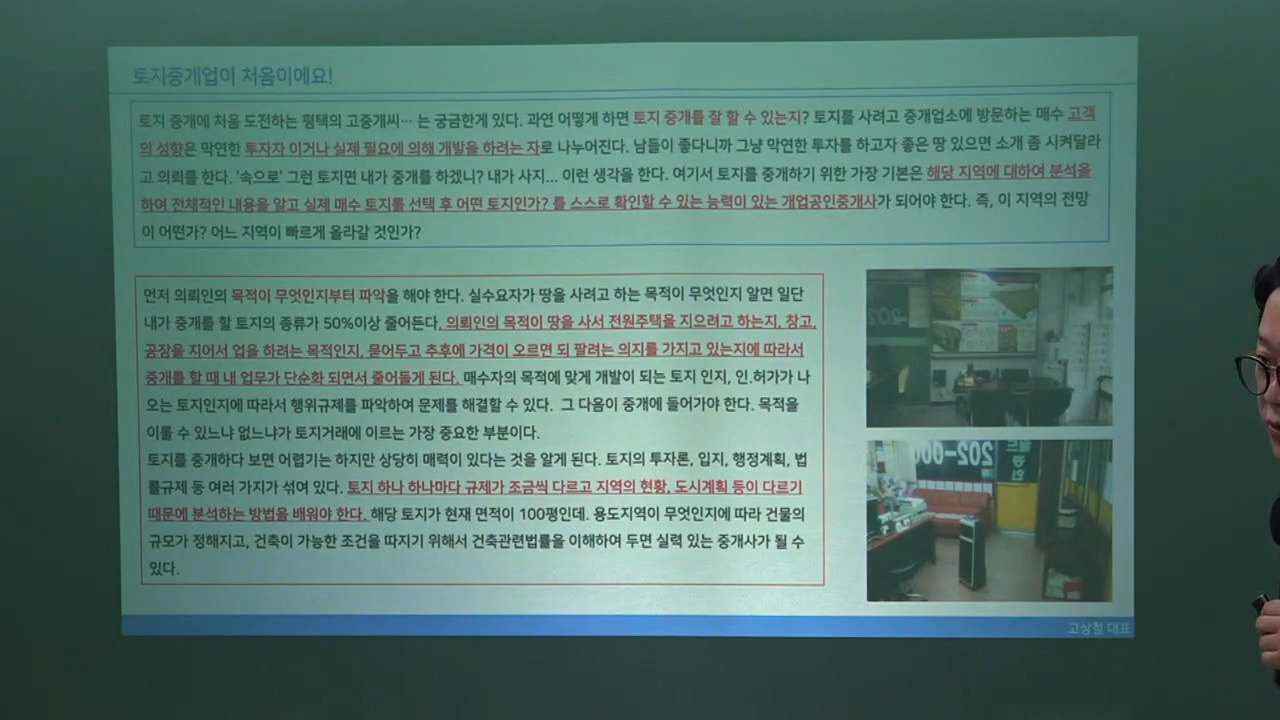 토지중개업이 처음이에요!
토지 중개에 처음 도전하는 평택의 고중개씨… 는 궁금한게 있다. 과연 어떻게 하면 토지 중개를 잘 할 수 있는지? 토지를 사려고 중개업소에 방문하는 매수 고객
의 성향은 막연한 투자자 이거나 실제 필요에 의해 개발을 하려는 자로 나누어진다. 남들이 좋다니까 그냥 막연한 투자를 하고자 좋은 땅 있으면 소개 좀 시켜달라
고 의뢰를 한다. '속으로' 그런 토지면 내가 중개를 하겠니? 내가 사지... 이런 생각을 한다. 여기서 토지를 중개하기 위한 가장 기본은 해당 지역에 대하여 분석을
하여 전체적인 내용을 알고 실제 매수 토지를 선택 후 어떤 토지인가? 를 스스로 확인할 수 있는 능력이 있는 개업공인중개사가 되어야 한다. 즉, 이 지역의 전망
이 어떤가? 어느 지역이 빠르게 올라갈 것인가?
먼저 의뢰인의 목적이 무엇인지부터 파악을 해야 한다. 실수요자가 땅을 사려고 하는 목적이 무엇인지 알면 일단
내가 중개를 할 토지의 종류가 50%이상 줄어든다. 의뢰인의 목적이 땅을 사서 전원주택을 지으려고 하는지, 창고,
공장을 지어서 업을 하려는 목적인지, 묻어두고 추후에 가격이 오르면 되 팔려는 의지를 가지고 있는지에 따라서
중개를 할 때 내 업무가 단순화 되면서 줄어들게 된다. 매수자의 목적에 맞게 개발이 되는 토지 인지, 인.허가가 나
오는 토지인지에 따라서 행위규제를 파악하여 문제를 해결할 수 있다. 그 다음이 중개에 들어가야 한다. 목적을
이룰 수 있느냐 없느냐가 토지거래에 이르는 가장 중요한 부분이다.
토지를 중개하다 보면 어렵기는 하지만 상당히 매력이 있다는 것을 알게 된다. 토지의 투자론, 입지, 행정계획, 법
률규제 등 여러 가지가 섞여 있다. 토지 하나 하나마다 규제가 조금씩 다르고 지역의 현황, 도시계획 등이 다르기
때문에 분석하는 방법을 배워야 한다. 해당 토지가 현재 면적이 100평인데. 용도지역이 무엇인지에 따라 건물의
규모가 정해지고, 건축이 가능한 조건을 따지기 위해서 건축관련법률을 이해하여 두면 실력 있는 중개사가 될 수
있다.
고상철 대표